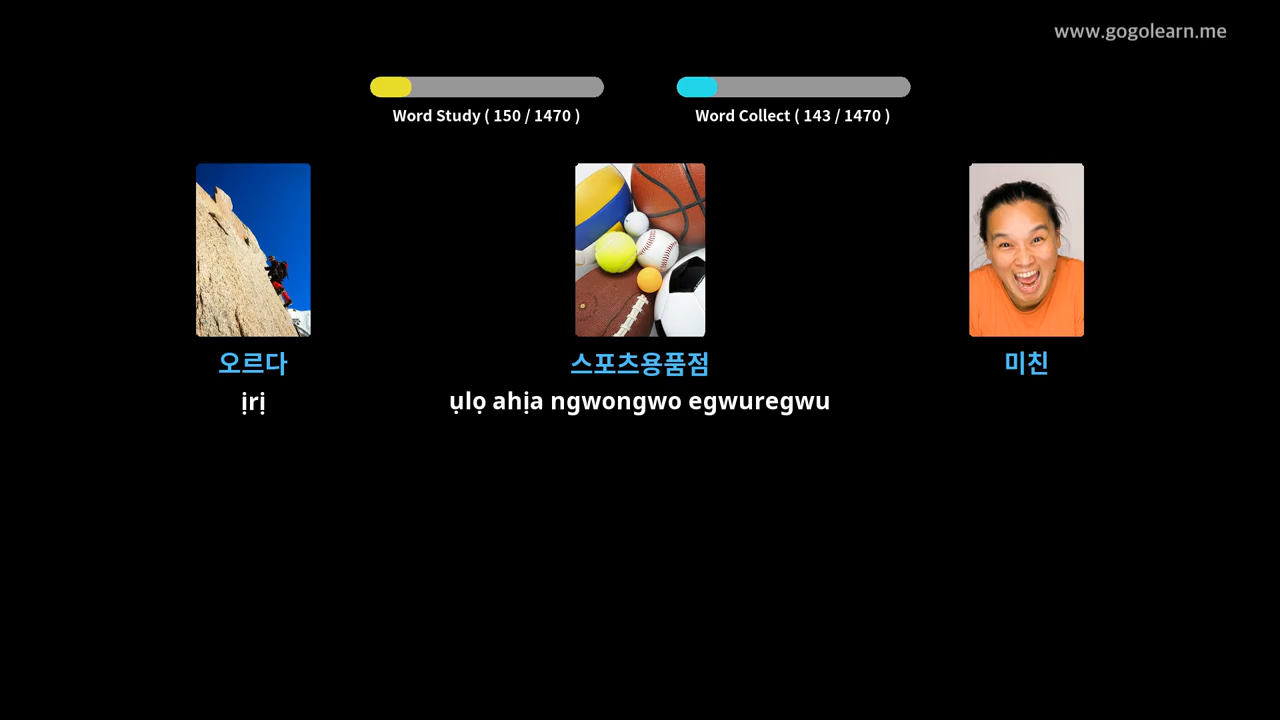 www.gogolearn.me
Word Study ( 150 / 1470 )
Word Collect ( 143 / 1470 )
오르다
스포츠용품점
미친
ịrị
ụlọ ahịa ngwongwo egwuregwu